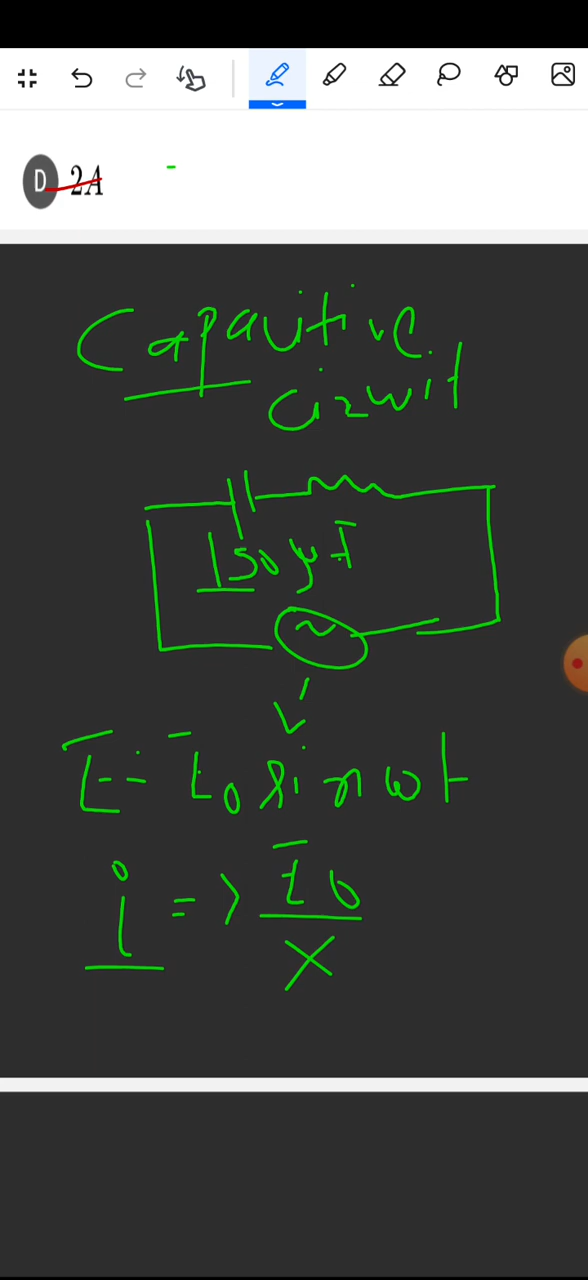 D 2A
Capacitive
Circuit
150μF
E = E₀ sin ωt
i => E₀
X